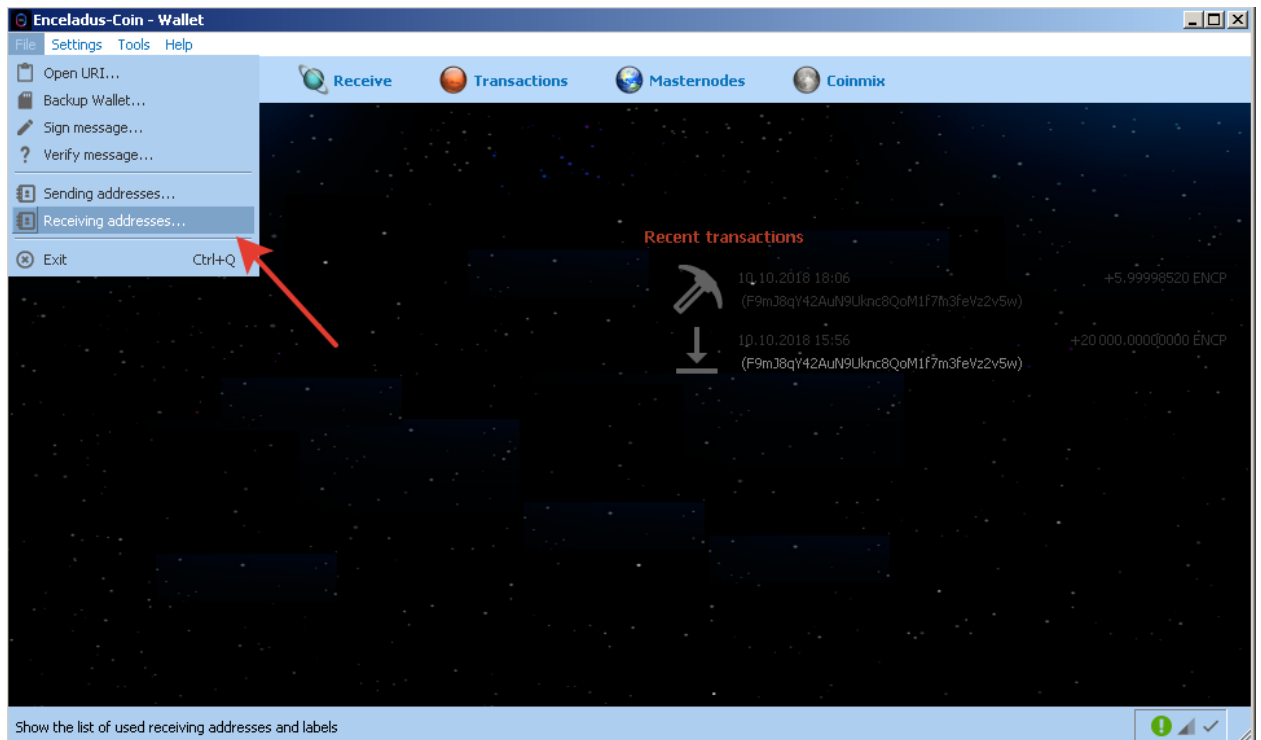 Enceladus-Coin - Wallet
File Settings Tools Help
Open URI...
Backup Wallet...
Sign message...
? Verify message...
Sending addresses...
Receiving addresses...
Exit Ctrl+Q
Receive Transactions Masternodes Coinmix
Recent transactions
10.10.2018 18:06 +5.99998520 ENCP
(F9mJ8qY42AuN9Uknc8QoM1f7m3feVz2v5w)
10.10.2018 15:56 +20 000.00000000 ENCP
(F9mJ8qY42AuN9Uknc8QoM1f7m3feVz2v5w)
Show the list of used receiving addresses and labels